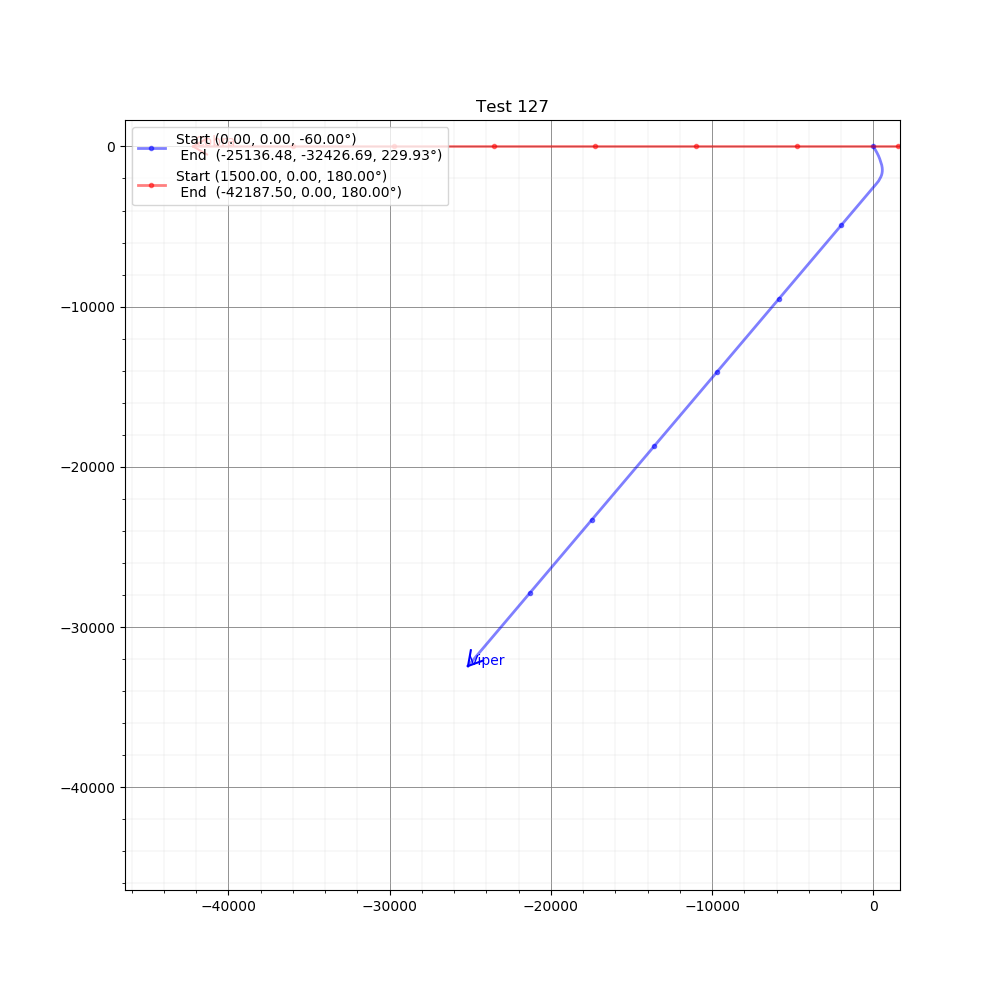 Test 127
Start (0.00, 0.00, -60.00°)
End (-25136.48, -32426.69, 229.93°)
Start (1500.00, 0.00, 180.00°)
End (-42187.50, 0.00, 180.00°)
0
−10000
−20000
−30000
−40000
Viper
−40000
−30000
−20000
−10000
0